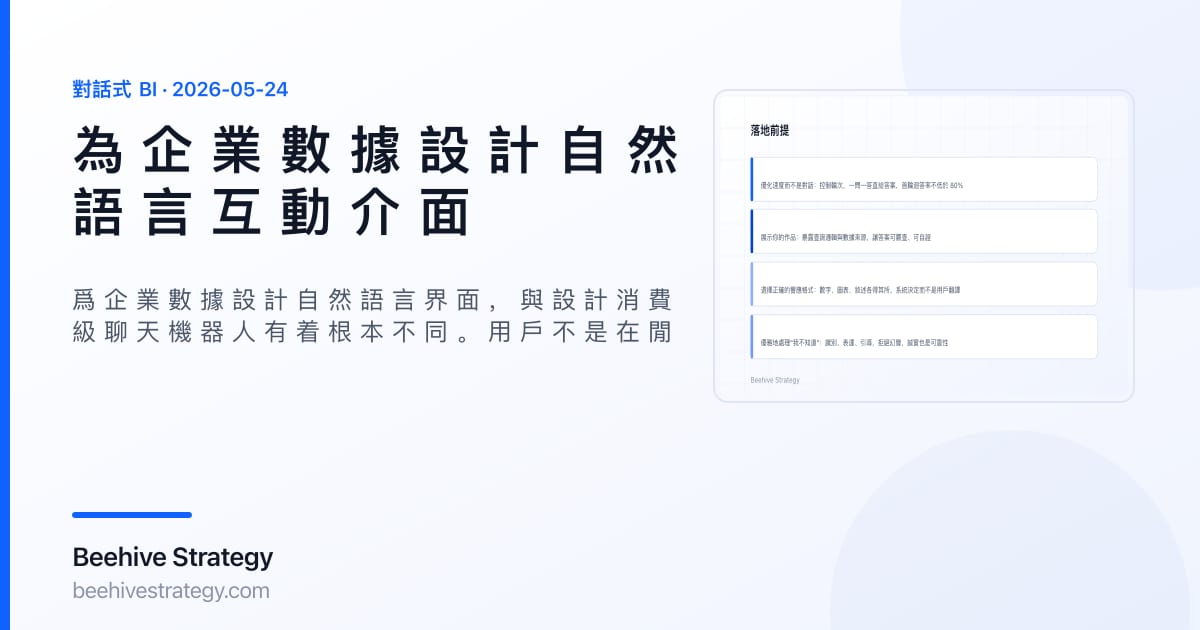 對話式 BI · 2026-05-24
為企業數據設計自然
語言互動介面
爲企業數據設計自然語言界面，與設計消費
級聊天機器人有着根本不同。用戶不是在閒
落地前提
優化速度而不是對話：控制輪次，一問一答直給答案，首輪迴答率不低於 80%
展示你的作品：暴露查詢邏輯與數據來源，讓答案可審查、可自證
選擇正確的響應格式：數字、圖表、敘述各得其所，系統決定而不是用戶翻譯
優雅地處理"我不知道"：識別、表達、引導，拒絕幻覺，誠實也是可靠性
Beehive Strategy
Beehive Strategy
beehivestrategy.com